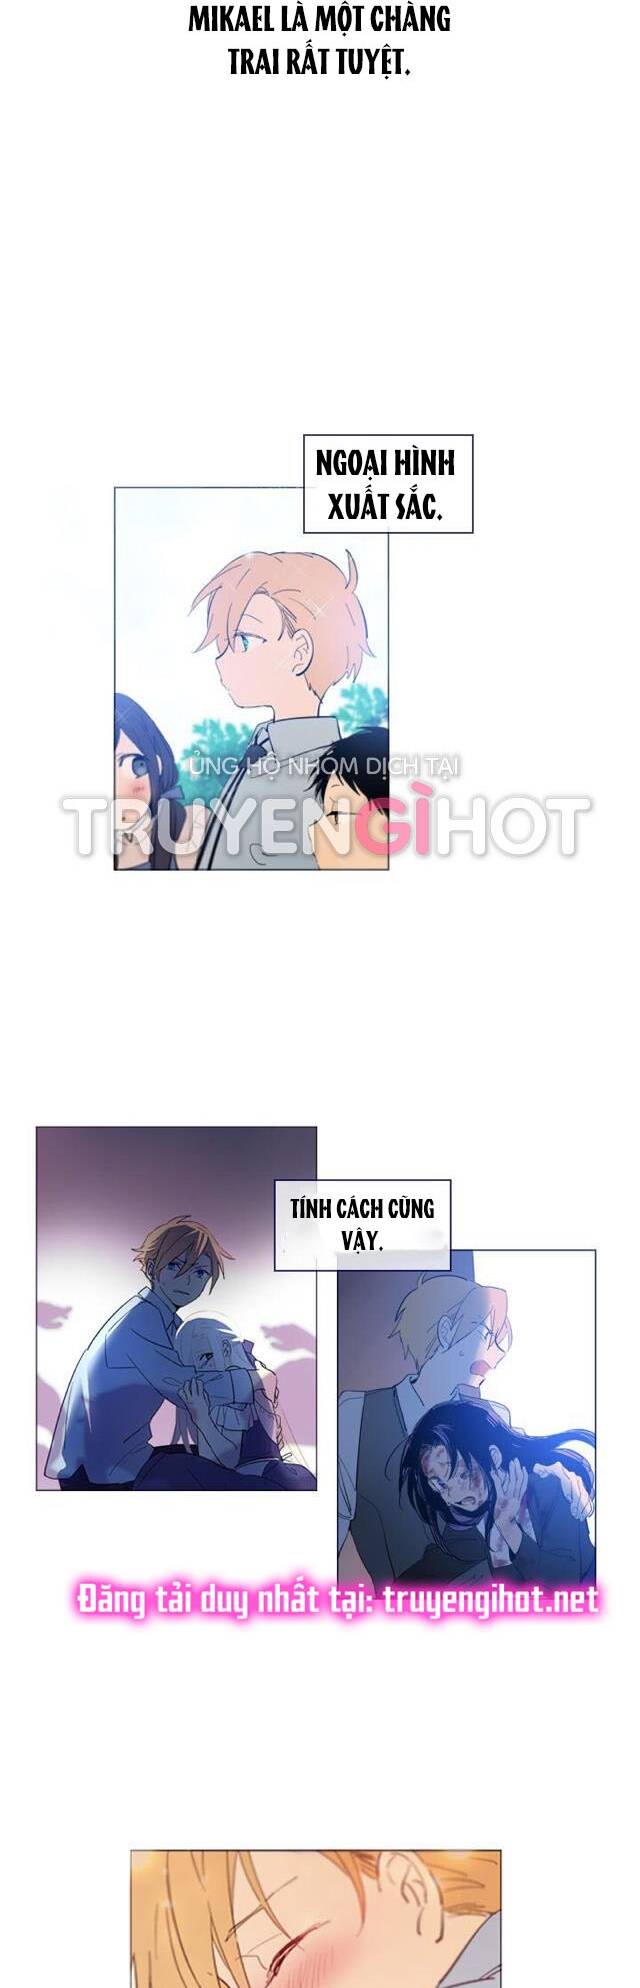 MIKAEL LÀ MỘT CHÀNG
TRAI RẤT TUYỆT.
NGOẠI HÌNH
XUẤT SẮC.
ỦNG HỘ NHÓM DỊCH TẠI
TRUYENGIHOT
TÍNH CÁCH CŨNG
VẬY.
Đăng tải duy nhất tại: truyengihot.net